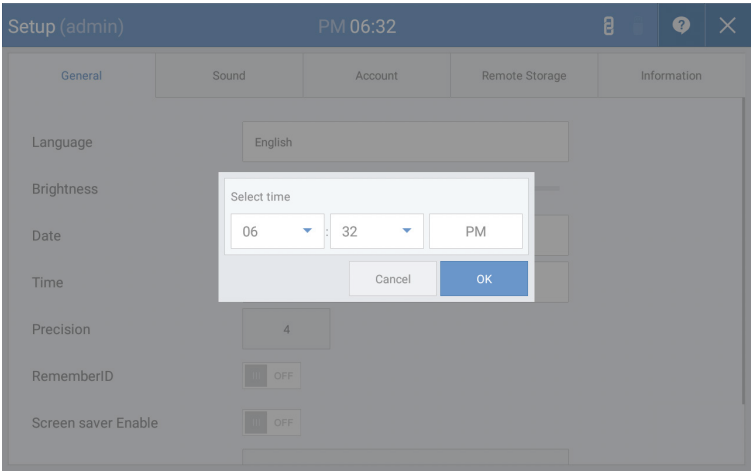 Setup (admin) PM 06:32
General Sound Account Remote Storage Information
Language English
Brightness
Select time
Date 06 : 32 PM
Time Cancel OK
Precision 4
RememberID OFF
Screen saver Enable OFF